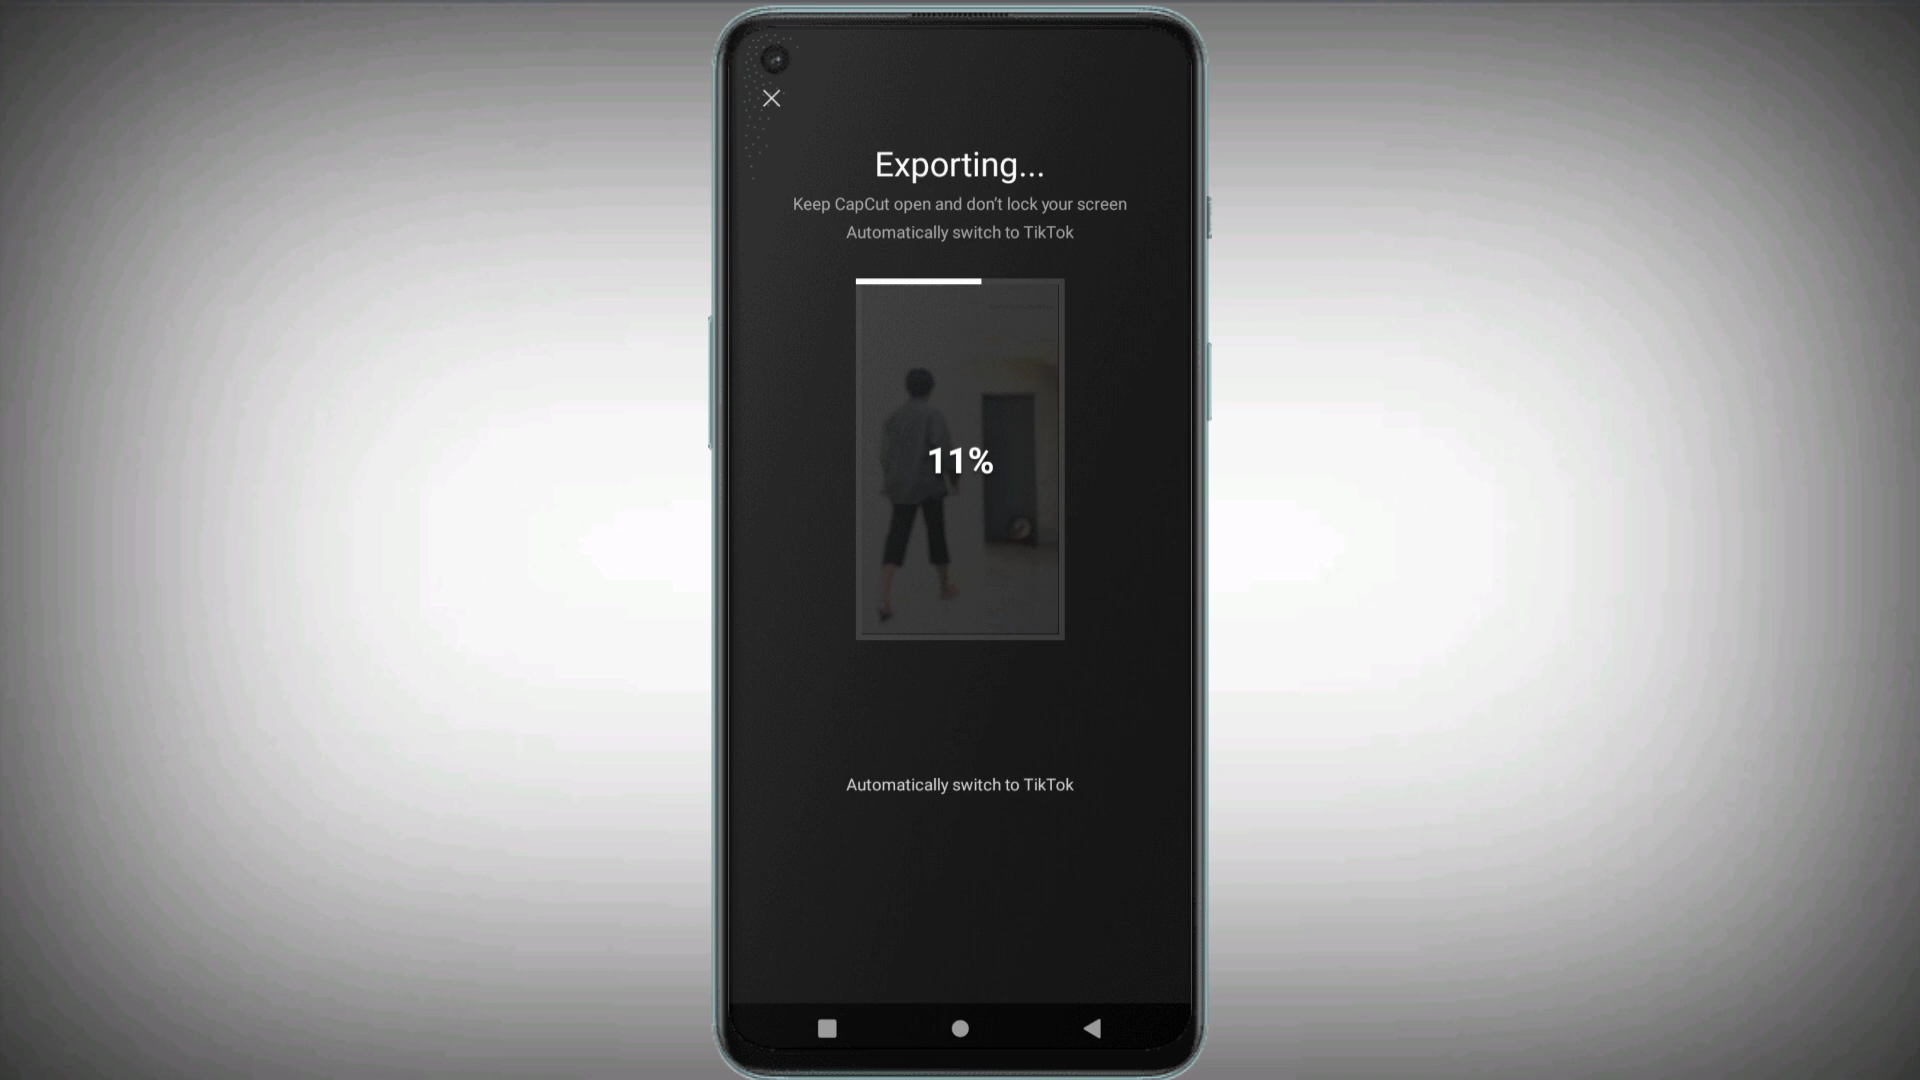 Exporting...
Keep CapCut open and don't lock your screen
Automatically switch to TikTok
11%
Automatically switch to TikTok